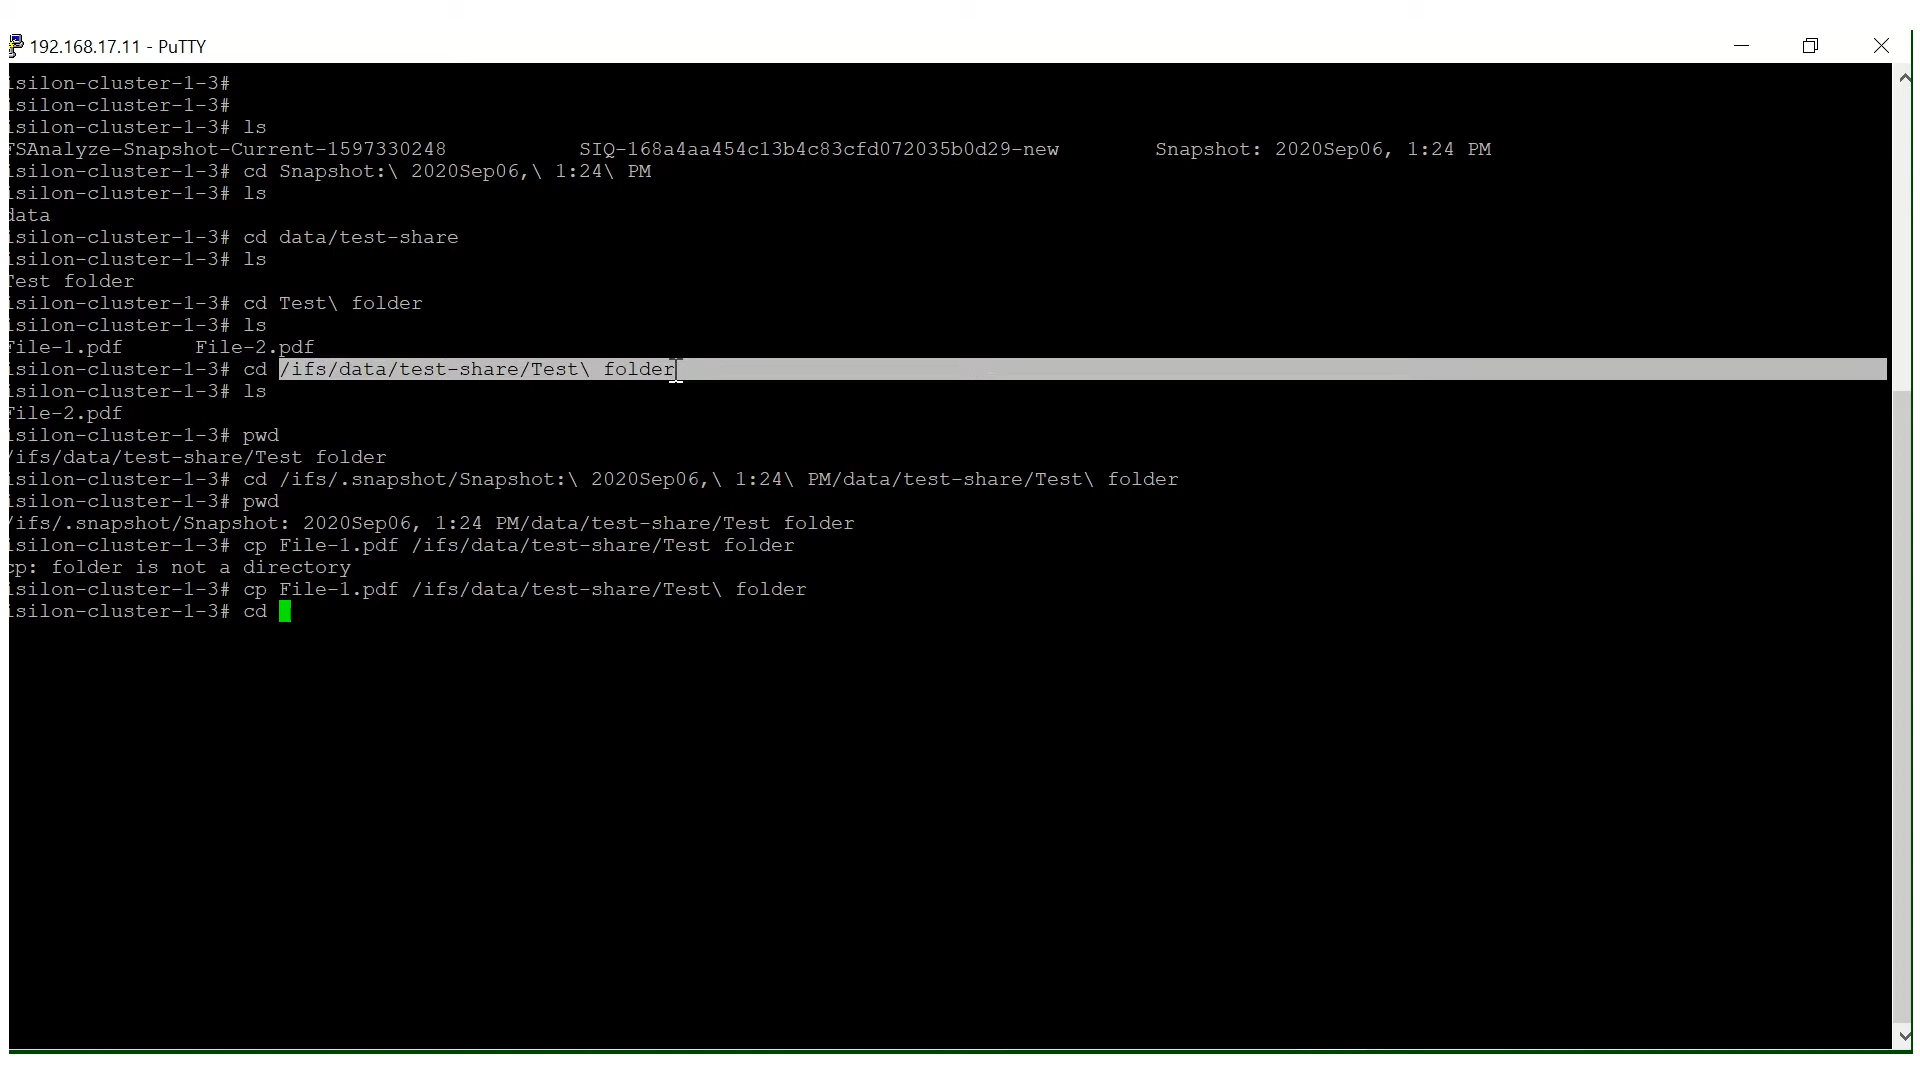 192.168.17.11 - PuTTY
isilon-cluster-1-3#
isilon-cluster-1-3#
isilon-cluster-1-3# ls
FSAnalyze-Snapshot-Current-1597330248 SIQ-168a4aa454c13b4c83cfd072035b0d29-new Snapshot: 2020Sep06, 1:24 PM
isilon-cluster-1-3# cd Snapshot:\ 2020Sep06,\ 1:24\ PM
isilon-cluster-1-3# ls
data
isilon-cluster-1-3# cd data/test-share
isilon-cluster-1-3# ls
Test folder
isilon-cluster-1-3# cd Test\ folder
isilon-cluster-1-3# ls
File-1.pdf File-2.pdf
isilon-cluster-1-3# cd /ifs/data/test-share/Test\ folder
isilon-cluster-1-3# ls
File-2.pdf
isilon-cluster-1-3# pwd
/ifs/data/test-share/Test folder
isilon-cluster-1-3# cd /ifs/.snapshot/Snapshot:\ 2020Sep06,\ 1:24\ PM/data/test-share/Test\ folder
isilon-cluster-1-3# pwd
/ifs/.snapshot/Snapshot: 2020Sep06, 1:24 PM/data/test-share/Test folder
isilon-cluster-1-3# cp File-1.pdf /ifs/data/test-share/Test folder
cp: folder is not a directory
isilon-cluster-1-3# cp File-1.pdf /ifs/data/test-share/Test\ folder
isilon-cluster-1-3# cd